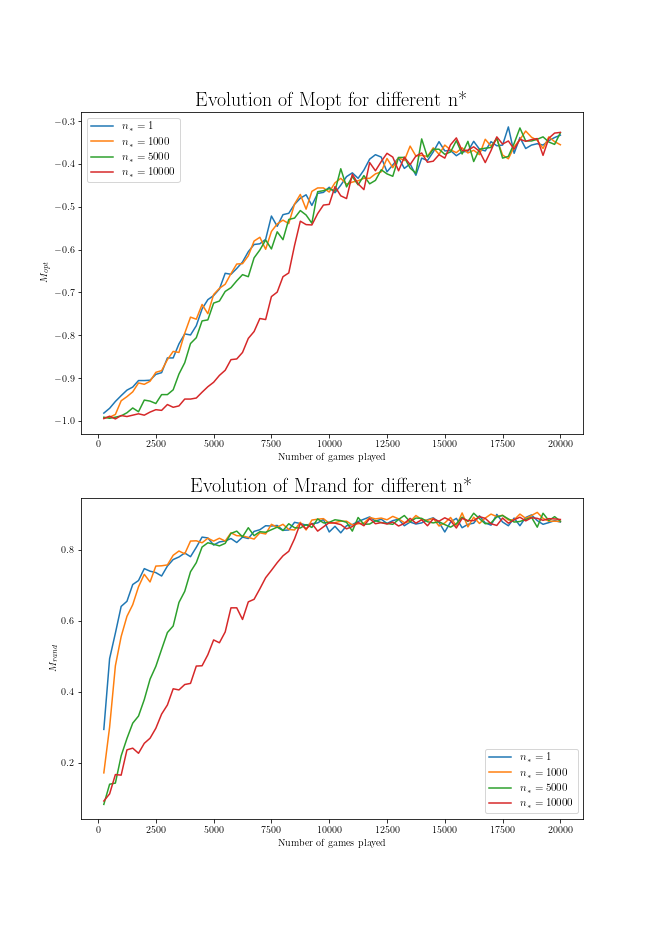 Evolution of Mopt for different n*
−0.3
−0.4
−0.5
−0.6
−0.7
−0.8
−0.9
−1.0
M_opt
n_* = 1
n_* = 1000
n_* = 5000
n_* = 10000
0 2500 5000 7500 10000 12500 15000 17500 20000
Number of games played
Evolution of Mrand for different n*
0.8
0.6
0.4
0.2
M_rand
n_* = 1
n_* = 1000
n_* = 5000
n_* = 10000
0 2500 5000 7500 10000 12500 15000 17500 20000
Number of games played